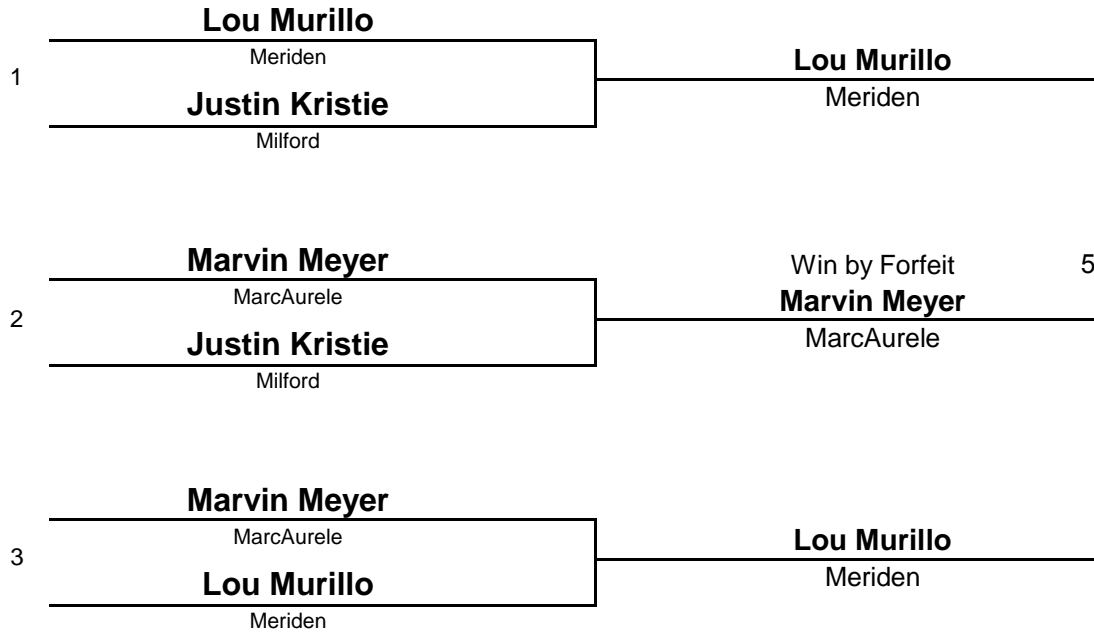 Lou Murillo
Meriden
1
Justin Kristie
Milford
Lou Murillo
Meriden
Marvin Meyer
MarcAurele
2
Justin Kristie
Milford
Win by Forfeit 5
Marvin Meyer
MarcAurele
Marvin Meyer
MarcAurele
3
Lou Murillo
Meriden
Lou Murillo
Meriden